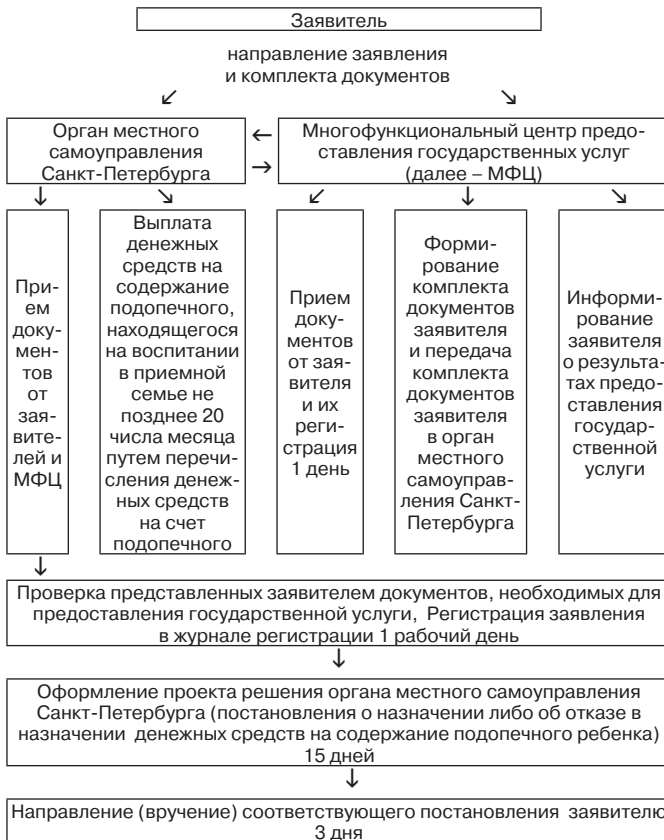 Заявитель
направление заявления
и комплекта документов
Орган местного
самоуправления
Санкт-Петербурга
Многофункциональный центр предо-
ставления государственных услуг
(далее – МФЦ)
При-
ем
доку-
мен-
тов
от
зая-
вите-
лей и
МФЦ
Выплата
денежных
средств на
содержание
подопечного,
находящегося
на воспитании
в приемной
семье не
позднее 20
числа месяца
путем перечи-
сления денеж-
ных средств
на счет
подопечного
Прием
доку-
ментов
от зая-
вителя
и их
реги-
страция
1 день
Форми-
рование
комплекта
документов
заявителя
и передача
комплекта
документов
заявителя
в орган
местного
самоуправ-
ления Санкт-
Петербурга
Информи-
рование
заявителя
о результа-
тах предо-
ставления
государ-
ственной
услуги
Проверка представленных заявителем документов, необходимых для
предоставления государственной услуги, Регистрация заявления
в журнале регистрации 1 рабочий день
Оформление проекта решения органа местного самоуправления
Санкт-Петербурга (постановления о назначении либо об отказе в
назначении денежных средств на содержание подопечного ребенка)
15 дней
Направление (вручение) соответствующего постановления заявителю
3 дня